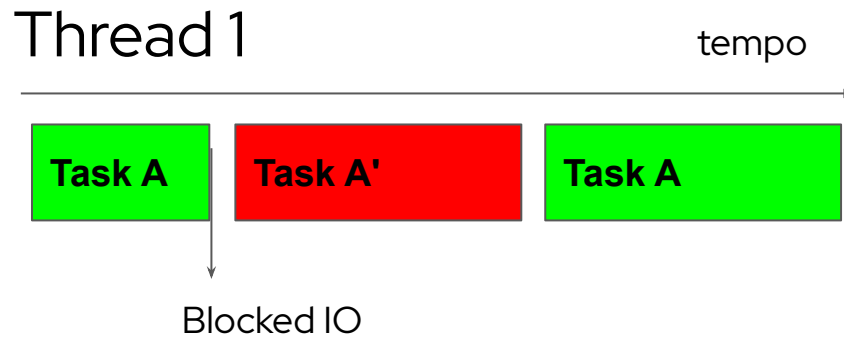 Thread 1
tempo
Task A
Task A'
Task A
Blocked IO